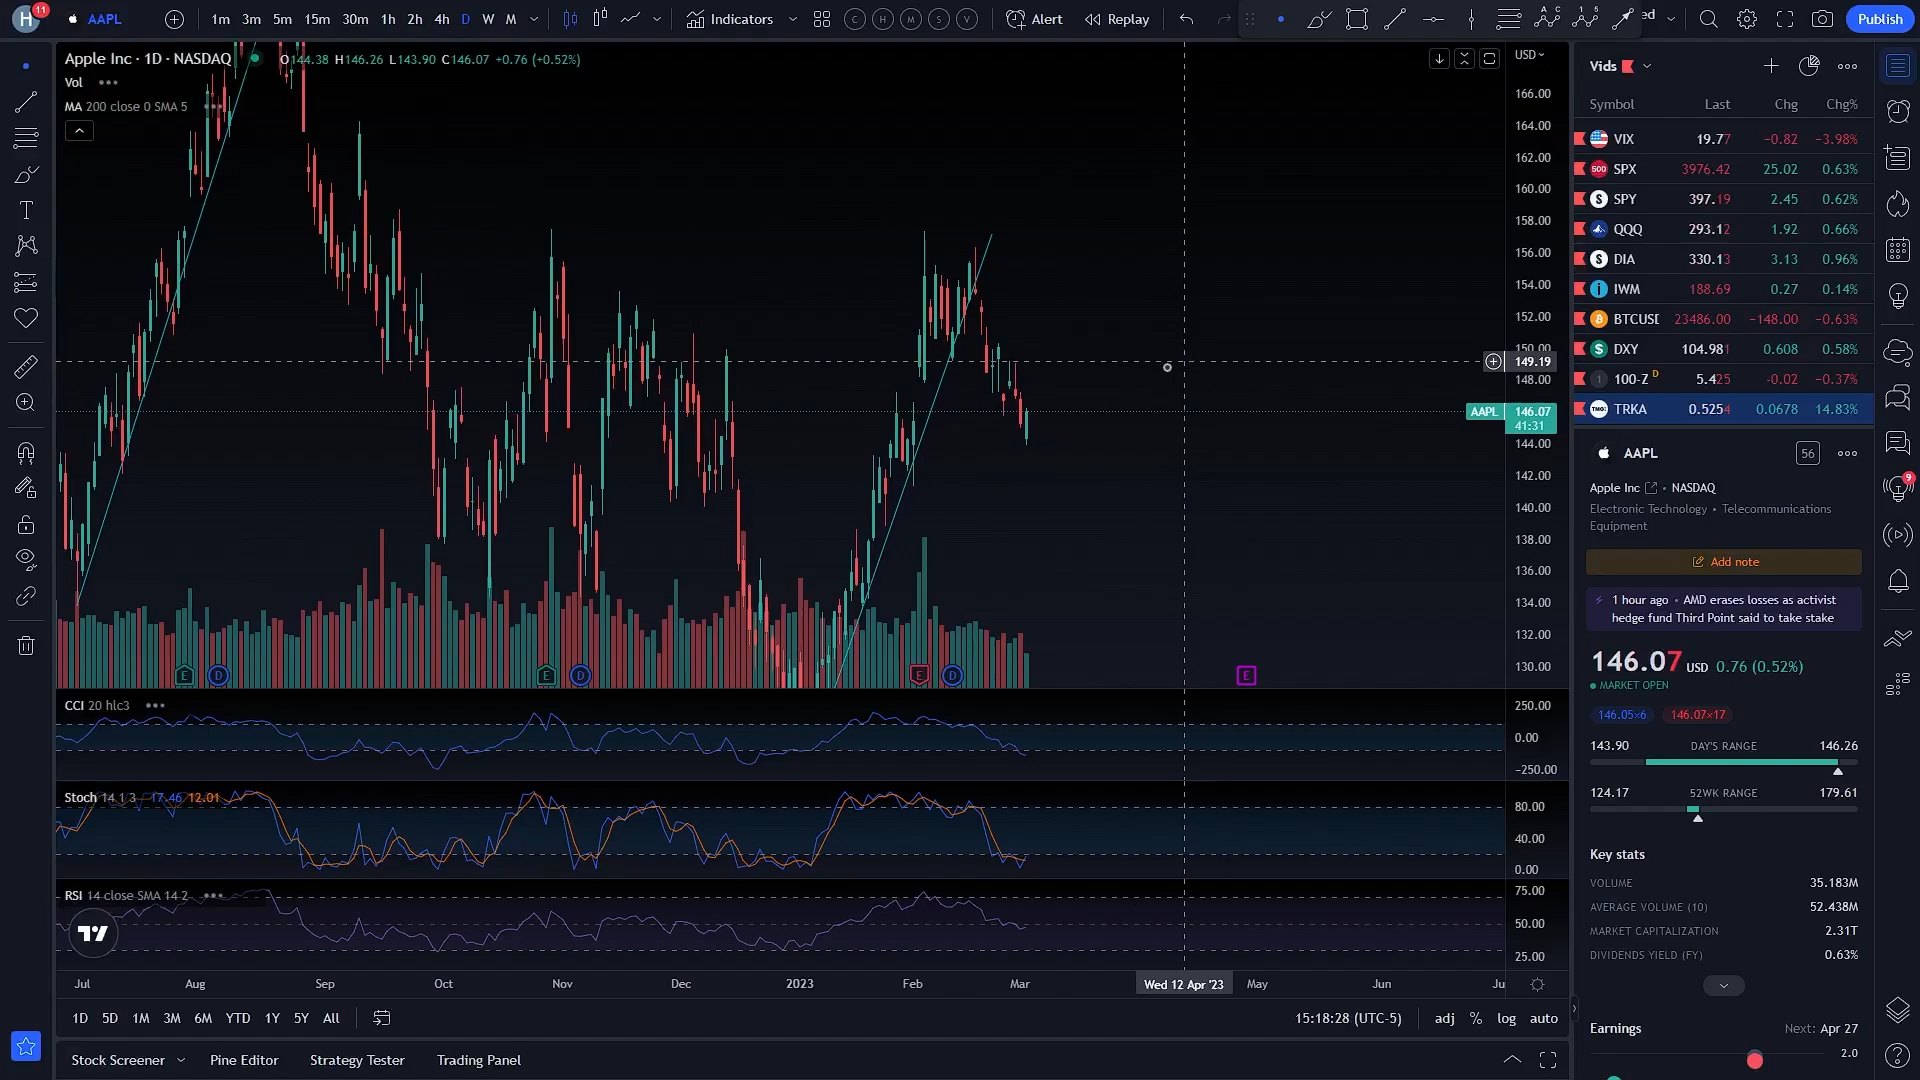 H 11 AAPL 1m 3m 5m 15m 30m 1h 2h 4h D W M Indicators C H M S V Alert Replay ed Publish
Apple Inc · 1D · NASDAQ O144.38 H146.26 L143.90 C146.07 +0.76 (+0.52%)
Vol
MA 200 close 0 SMA 5
USD
166.00
164.00
162.00
160.00
158.00
156.00
154.00
152.00
150.00
149.19
148.00
AAPL 146.07
41:31
144.00
142.00
140.00
138.00
136.00
134.00
132.00
130.00
E D E D E D E
CCI 20 hlc3
250.00
0.00
−250.00
Stoch 14 1 3 17.46 12.01
80.00
40.00
0.00
RSI 14 close SMA 14 2
75.00
50.00
25.00
Jul Aug Sep Oct Nov Dec 2023 Feb Mar Wed 12 Apr '23 May Jun Ju
1D 5D 1M 3M 6M YTD 1Y 5Y All 15:18:28 (UTC-5) adj % log auto
Stock Screener Pine Editor Strategy Tester Trading Panel
Vids
Symbol Last Chg Chg%
VIX 19.77 −0.82 −3.98%
500 SPX 3976.42 25.02 0.63%
S SPY 397.19 2.45 0.62%
QQQ 293.12 1.92 0.66%
S DIA 330.13 3.13 0.96%
i IWM 188.69 0.27 0.14%
BTCUSD 23486.00 −148.00 −0.63%
$ DXY 104.981 0.608 0.58%
1 100-Z D 5.425 −0.02 −0.37%
TRKA 0.5254 0.0678 14.83%
AAPL 56
Apple Inc · NASDAQ
Electronic Technology • Telecommunications
Equipment
Add note
1 hour ago • AMD erases losses as activist
hedge fund Third Point said to take stake
146.07 USD 0.76 (0.52%)
MARKET OPEN
146.05×6 146.07×17
143.90 DAY'S RANGE 146.26
124.17 52WK RANGE 179.61
Key stats
VOLUME 35.183M
AVERAGE VOLUME (10) 52.438M
MARKET CAPITALIZATION 2.31T
DIVIDENDS YIELD (FY) 0.63%
Earnings Next: Apr 27
2.0
9